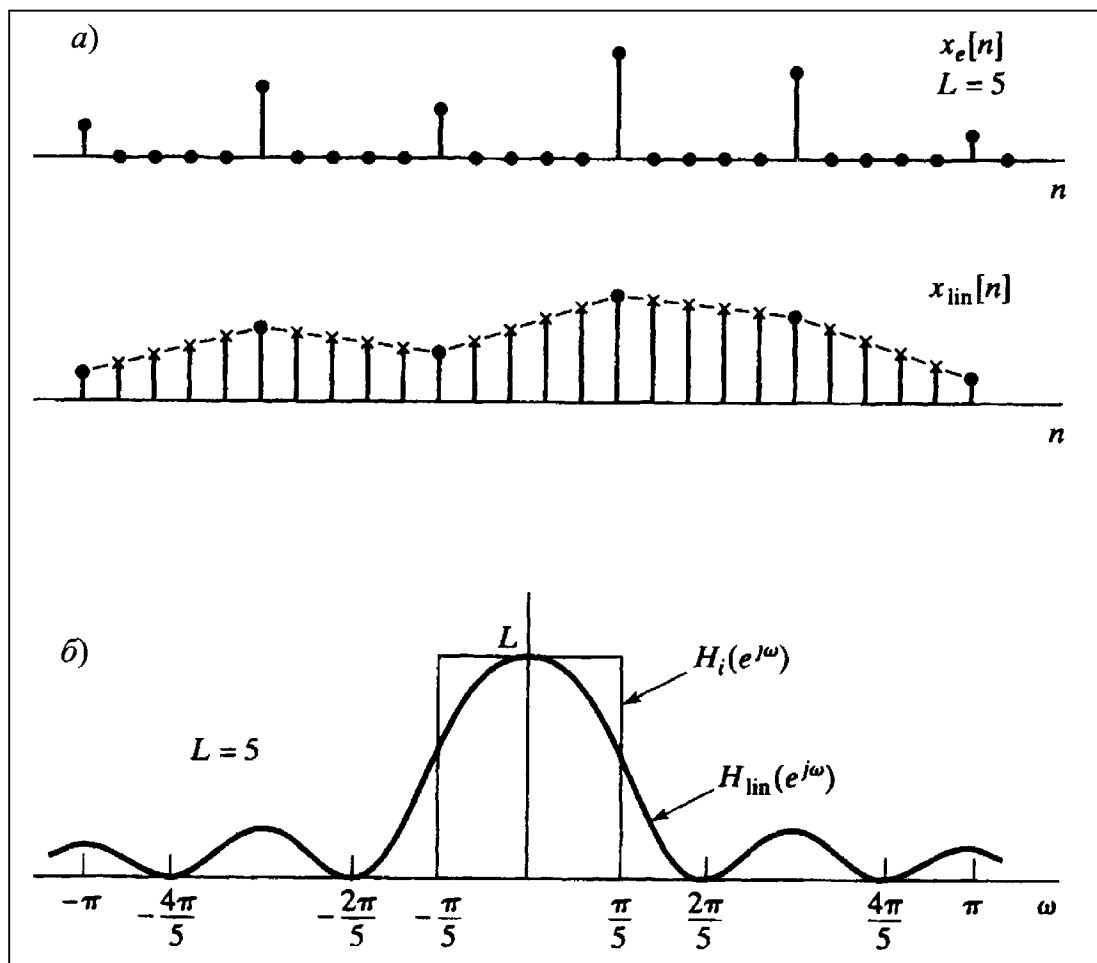 а)
x_e[n]
L = 5
n
x_lin[n]
n
б)
L
H_i(e^{jω})
L = 5
H_lin(e^{jω})
-π
-4π/5
-2π/5
-π/5
π/5
2π/5
4π/5
π
ω